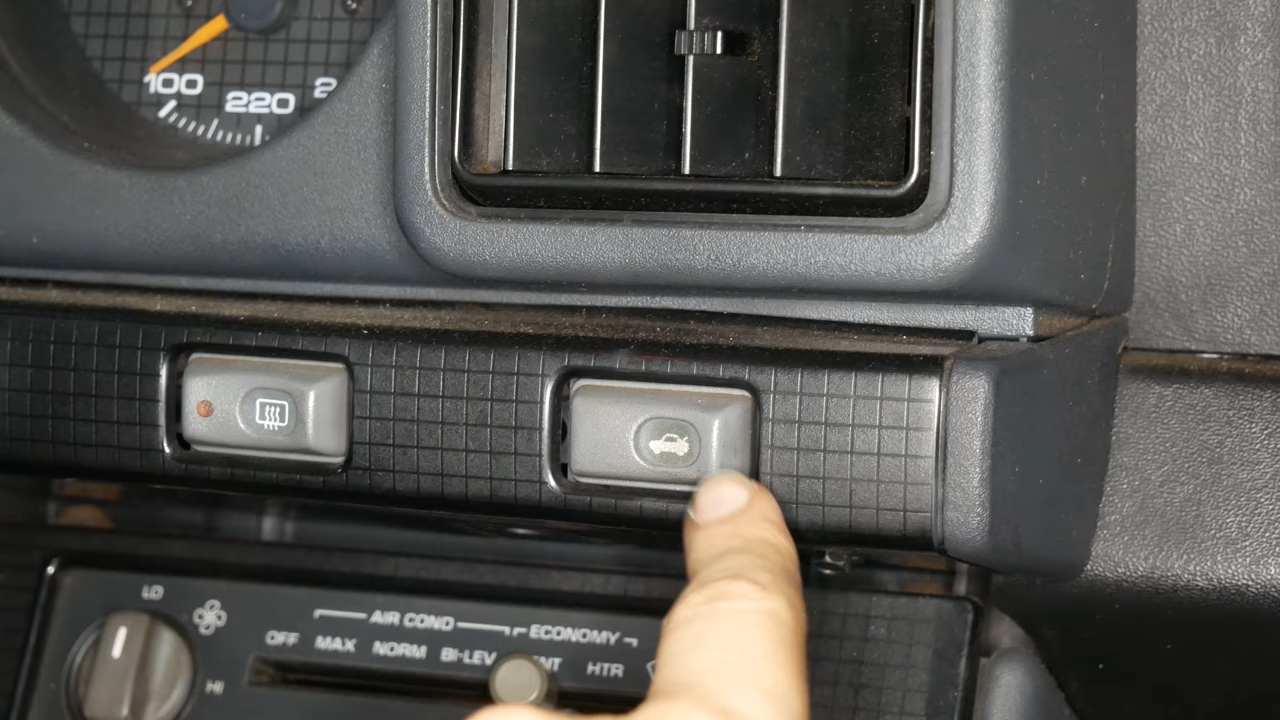 100
220
LO
AIR COND
ECONOMY
OFF MAX NORM BI-LEV HTR
HI